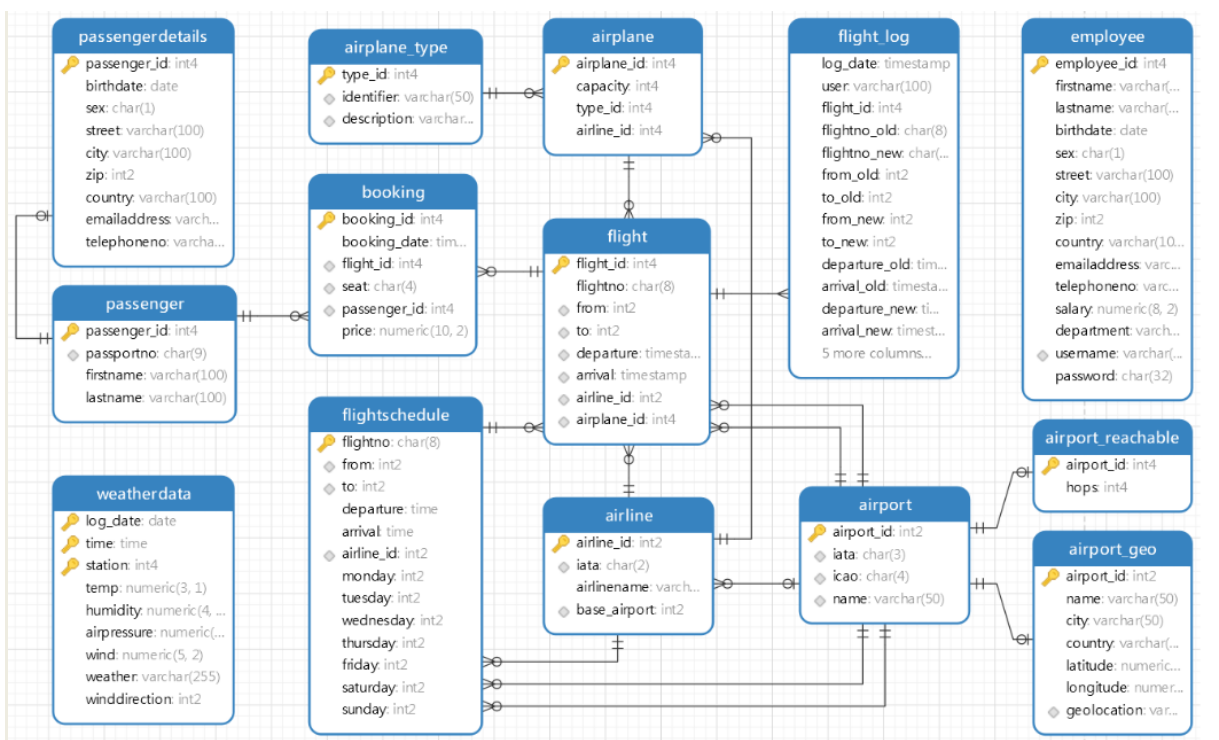 passengerdetails
passenger_id: int4
birthdate: date
sex: char(1)
street: varchar(100)
city: varchar(100)
zip: int2
country: varchar(100)
emailaddress: varch...
telephoneno: varcha...
airplane_type
type_id: int4
identifier: varchar(50)
description: varchar...
airplane
airplane_id: int4
capacity: int4
type_id: int4
airline_id: int4
flight_log
log_date: timestamp
user: varchar(100)
flight_id: int4
flightno_old: char(8)
flightno_new: char(...
from_old: int2
to_old: int2
from_new: int2
to_new: int2
departure_old: tim...
arrival_old: timesta...
departure_new: ti...
arrival_new: timest...
5 more columns...
employee
employee_id: int4
firstname: varchar(...
lastname: varchar(...
birthdate: date
sex: char(1)
street: varchar(100)
city: varchar(100)
zip: int2
country: varchar(10...
emailaddress: varc...
telephoneno: varc...
salary: numeric(8, 2)
department: varch...
username: varchar(...
password: char(32)
booking
booking_id: int4
booking_date: tim...
flight_id: int4
seat: char(4)
passenger_id: int4
price: numeric(10, 2)
flight
flight_id: int4
flightno: char(8)
from: int2
to: int2
departure: timesta...
arrival: timestamp
airline_id: int2
airplane_id: int4
passenger
passenger_id: int4
passportno: char(9)
firstname: varchar(100)
lastname: varchar(100)
flightschedule
flightno: char(8)
from: int2
to: int2
departure: time
arrival: time
airline_id: int2
monday: int2
tuesday: int2
wednesday: int2
thursday: int2
friday: int2
saturday: int2
sunday: int2
airport_reachable
airport_id: int4
hops: int4
weatherdata
log_date: date
time: time
station: int4
temp: numeric(3, 1)
humidity: numeric(4, ...
airpressure: numeric(...
wind: numeric(5, 2)
weather: varchar(255)
winddirection: int2
airline
airline_id: int2
iata: char(2)
airlinename: varch...
base_airport: int2
airport
airport_id: int2
iata: char(3)
icao: char(4)
name: varchar(50)
airport_geo
airport_id: int2
name: varchar(50)
city: varchar(50)
country: varchar(...
latitude: numeric...
longitude: numer...
geolocation: var...